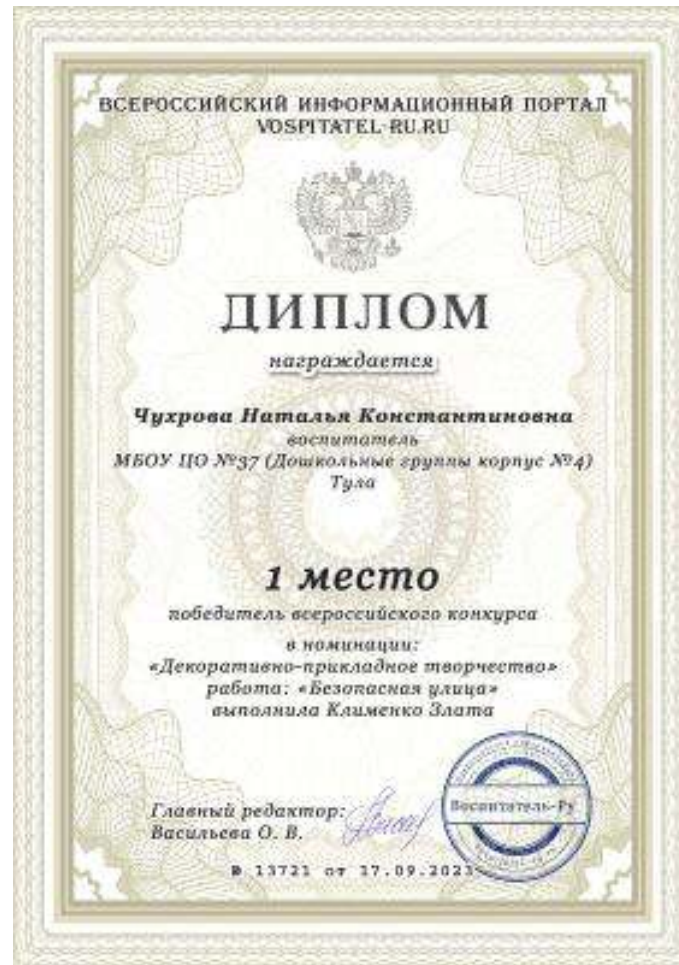 ВСЕРОССИЙСКИЙ ИНФОРМАЦИОННЫЙ ПОРТАЛ
VOSPITATEL-RU.RU
ДИПЛОМ
награждается
Чухрова Наталья Константиновна
воспитатель
МБОУ ЦО №37 (Дошкольные группы корпус №4)
Тула
1 место
победитель всероссийского конкурса
в номинации:
«Декоративно-прикладное творчество»
работа: «Безопасная улица»
выполнила Клименко Злата
Главный редактор:
Васильева О. В.
Воспитатель-Ру
№ 13721 от 17.09.2023